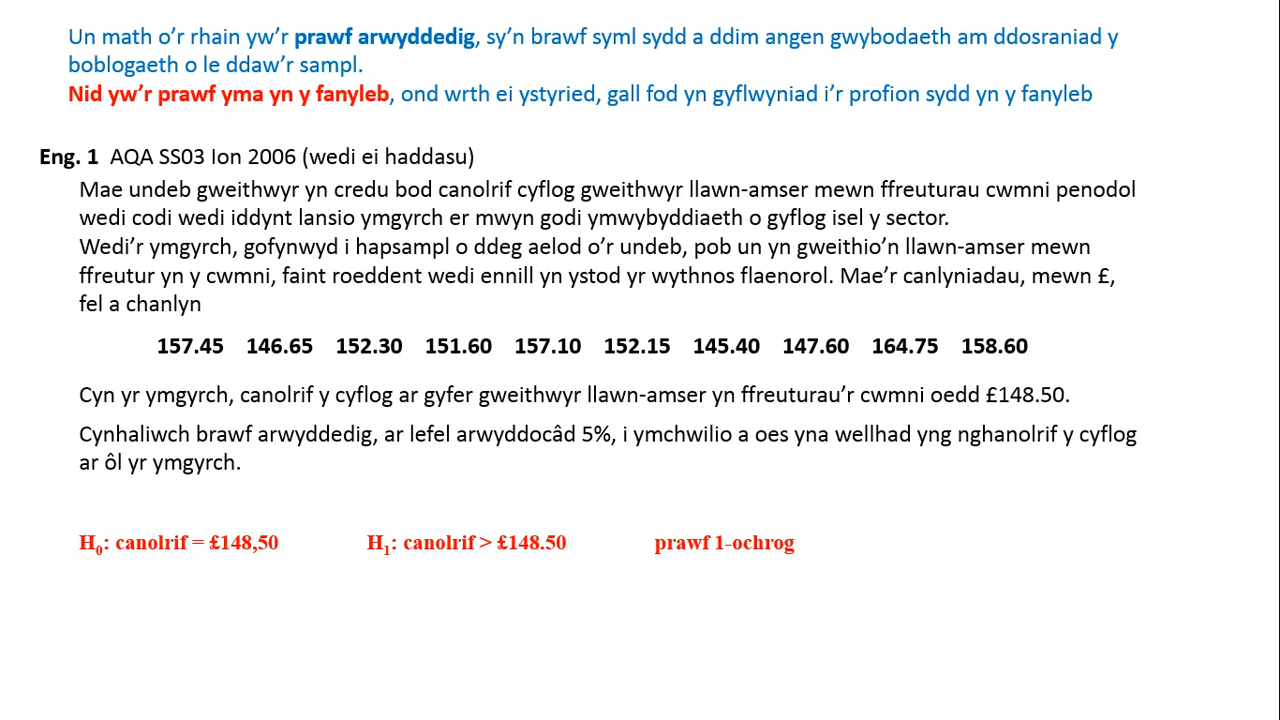 Un math o'r rhain yw'r prawf arwyddedig, sy'n brawf syml sydd a ddim angen gwybodaeth am ddosraniad y
boblogaeth o le ddaw'r sampl.
Nid yw'r prawf yma yn y fanyleb, ond wrth ei ystyried, gall fod yn gyflwyniad i'r profion sydd yn y fanyleb
Eng. 1 AQA SS03 Ion 2006 (wedi ei haddasu)
Mae undeb gweithwyr yn credu bod canolrif cyflog gweithwyr llawn-amser mewn ffreuturau cwmni penodol
wedi codi wedi iddynt lansio ymgyrch er mwyn godi ymwybyddiaeth o gyflog isel y sector.
Wedi'r ymgyrch, gofynwyd i hapsampl o ddeg aelod o'r undeb, pob un yn gweithio'n llawn-amser mewn
ffreutur yn y cwmni, faint roeddent wedi ennill yn ystod yr wythnos flaenorol. Mae'r canlyniadau, mewn £,
fel a chanlyn
157.45 146.65 152.30 151.60 157.10 152.15 145.40 147.60 164.75 158.60
Cyn yr ymgyrch, canolrif y cyflog ar gyfer gweithwyr llawn-amser yn ffreuturau'r cwmni oedd £148.50.
Cynhaliwch brawf arwyddedig, ar lefel arwyddocâd 5%, i ymchwilio a oes yna wellhad yng nghanolrif y cyflog
ar ôl yr ymgyrch.
H₀: canolrif = £148,50 H₁: canolrif > £148.50 prawf 1-ochrog